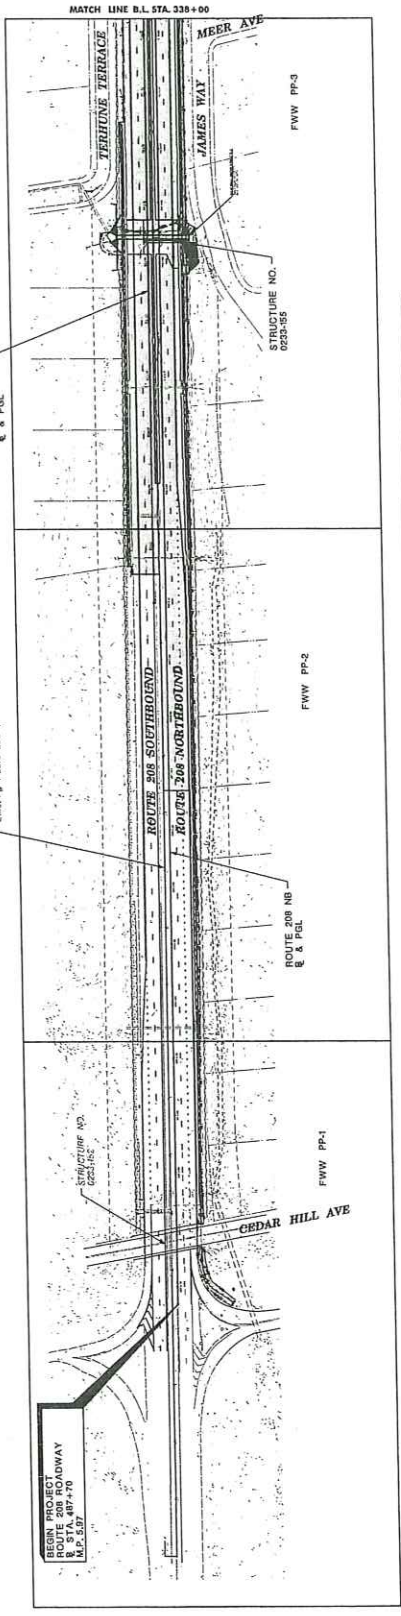 MATCH LINE B.L. STA. 338+00
MEER AVE
TERHUNE TERRACE
JAMES WAY
FWW PP-3
STRUCTURE NO.
0233-155
& PGL
ROUTE 208 SOUTHBOUND
ROUTE 208 NORTHBOUND
FWW PP-2
ROUTE 208 NB
℄ & PGL
STRUCTURE NO.
0233-152
FWW PP-1
CEDAR HILL AVE
BEGIN PROJECT
ROUTE 208 ROADWAY
℄ STA. 487+70
M.P. 5.97